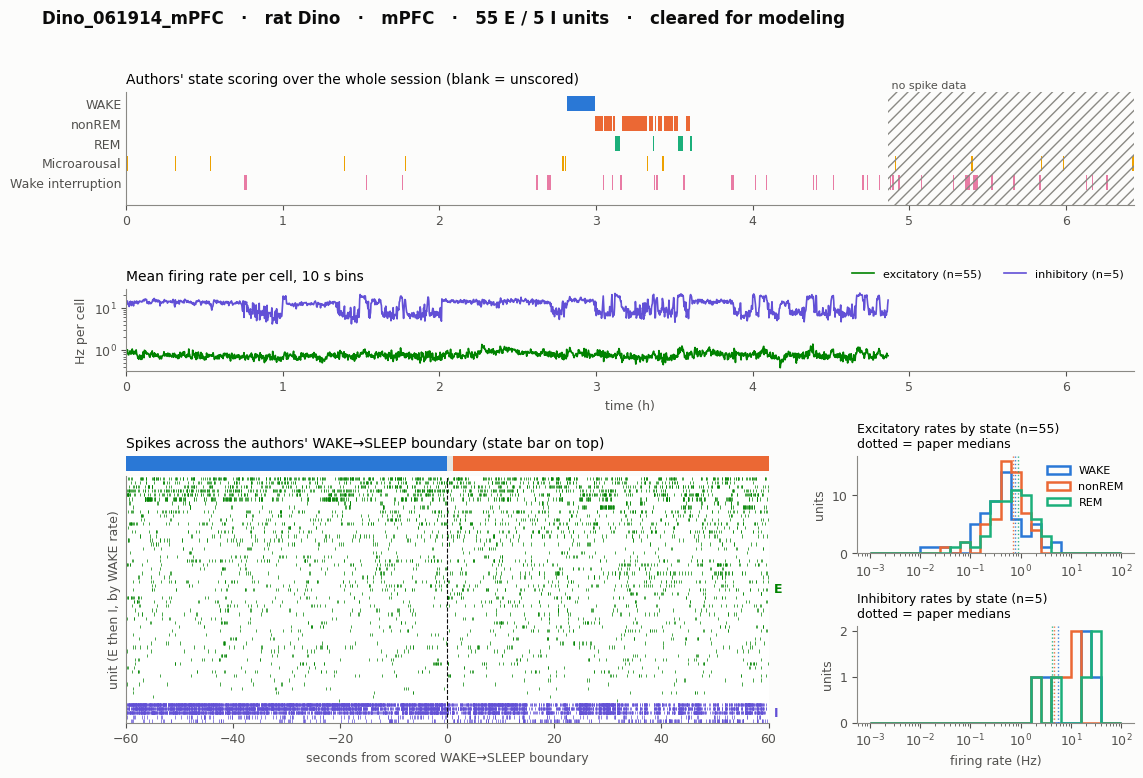 Dino_061914_mPFC · rat Dino · mPFC · 55 E / 5 I units · cleared for modeling
Authors' state scoring over the whole session (blank = unscored)
no spike data
WAKE
nonREM
REM
Microarousal
Wake interruption
0 1 2 3 4 5 6
Mean firing rate per cell, 10 s bins
excitatory (n=55) inhibitory (n=5)
Hz per cell
10¹
10⁰
0 1 2 3 4 5 6
time (h)
Spikes across the authors' WAKE→SLEEP boundary (state bar on top)
unit (E then I, by WAKE rate)
E
I
−60 −40 −20 0 20 40 60
seconds from scored WAKE→SLEEP boundary
Excitatory rates by state (n=55)
dotted = paper medians
WAKE
nonREM
REM
units
10
0
10⁻³ 10⁻² 10⁻¹ 10⁰ 10¹ 10²
Inhibitory rates by state (n=5)
dotted = paper medians
units
2
1
0
10⁻³ 10⁻² 10⁻¹ 10⁰ 10¹ 10²
firing rate (Hz)